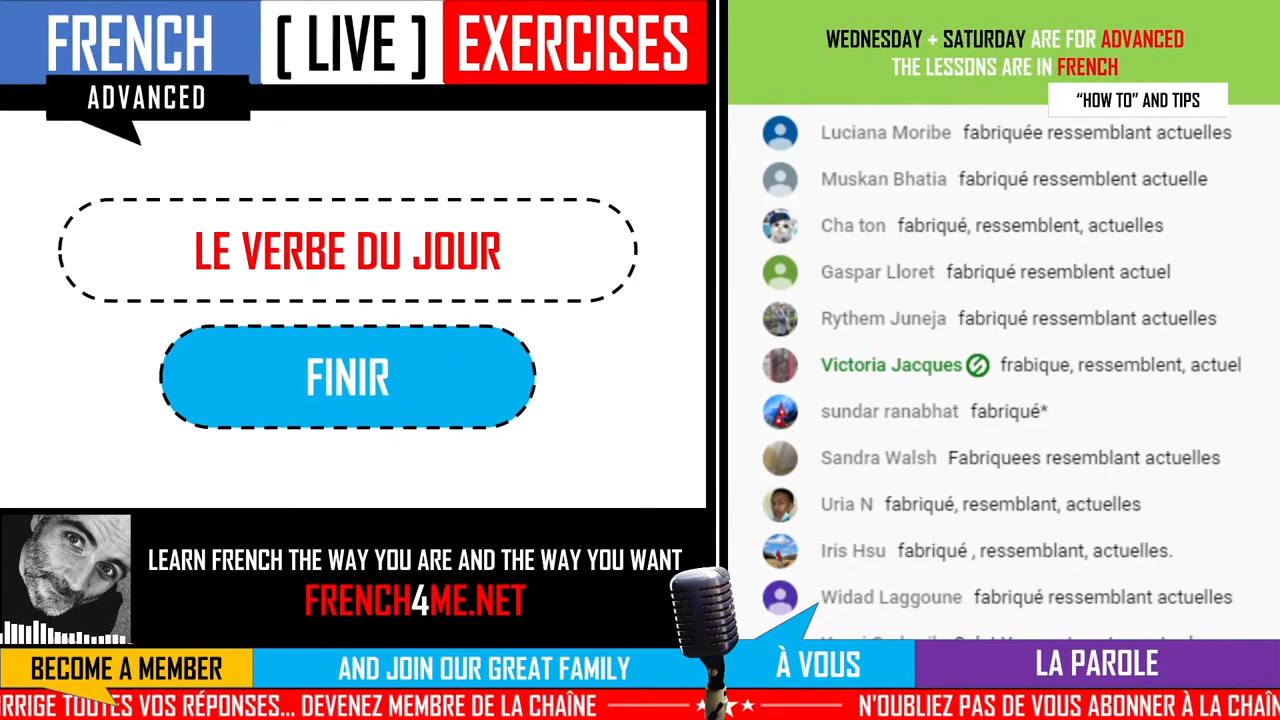 FRENCH [ LIVE ] EXERCISES
ADVANCED
LE VERBE DU JOUR
FINIR
LEARN FRENCH THE WAY YOU ARE AND THE WAY YOU WANT
FRENCH4ME.NET
WEDNESDAY + SATURDAY ARE FOR ADVANCED
THE LESSONS ARE IN FRENCH
“HOW TO” AND TIPS
Luciana Moribe fabriquée ressemblant actuelles
Muskan Bhatia fabriqué ressemblent actuelle
Cha ton fabriqué, ressemblent, actuelles
Gaspar Lloret fabriqué resemblent actuel
Rythem Juneja fabriqué ressemblant actuelles
Victoria Jacques frabique, ressemblent, actuel
sundar ranabhat fabriqué*
Sandra Walsh Fabriquees resemblant actuelles
Uria N fabriqué, resemblant, actuelles
Iris Hsu fabriqué , ressemblant, actuelles.
Widad Laggoune fabriqué ressemblant actuelles
BECOME A MEMBER AND JOIN OUR GREAT FAMILY
À VOUS LA PAROLE
RRIGE TOUTES VOS RÉPONSES... DEVENEZ MEMBRE DE LA CHAÎNE N'OUBLIEZ PAS DE VOUS ABONNER À LA CHAÎN